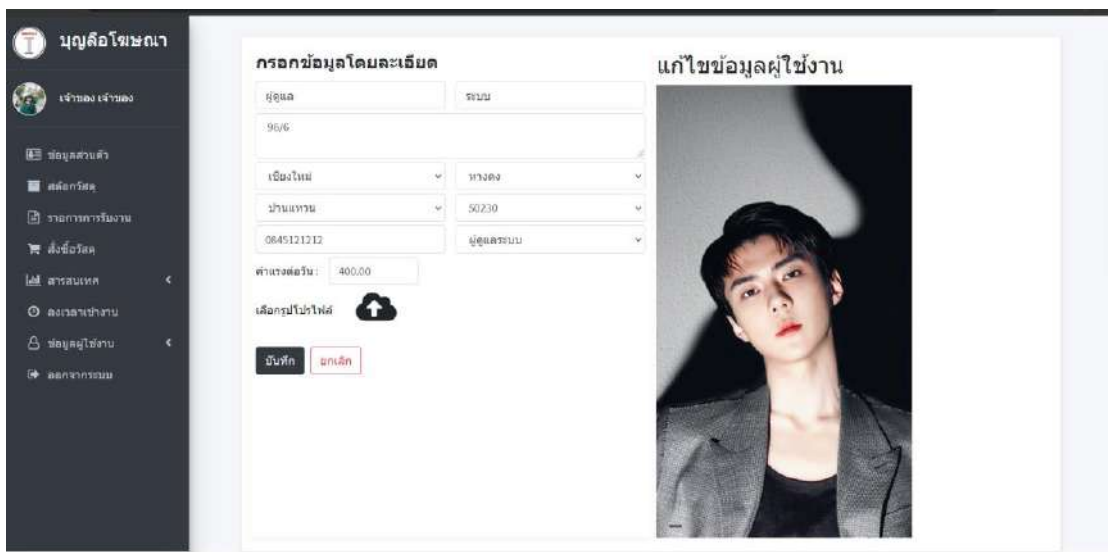 บุญลือโฆษณา
เจ้าของ เจ้าของ
ข้อมูลส่วนตัว
สต๊อกวัสดุ
รายการการรับงาน
สั่งซื้อวัสดุ
สารสนเทศ
ลงเวลาเข้างาน
ข้อมูลผู้ใช้งาน
ออกจากระบบ
กรอกข้อมูลโดยละเอียด
ผู้ดูแล ระบบ
96/6
เชียงใหม่ หางดง
บ้านแหวน 50230
0845121212 ผู้ดูแลระบบ
ค่าแรงต่อวัน : 400.00
เลือกรูปโปรไฟล์
บันทึก ยกเลิก
แก้ไขข้อมูลผู้ใช้งาน